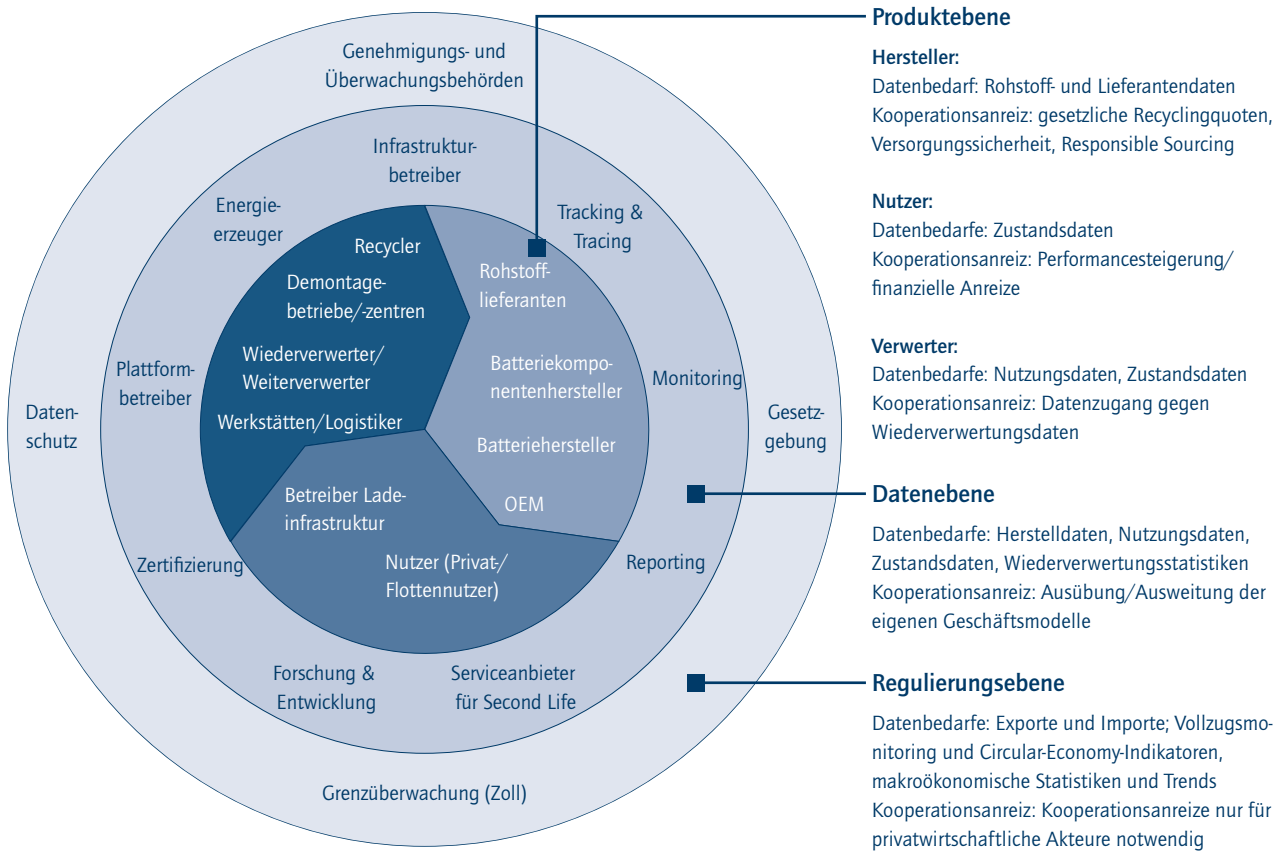 Genehmigungs- und
Überwachungsbehörden
Infrastruktur-
betreiber
Energie-
erzeuger
Tracking &
Tracing
Recycler
Rohstoff-
lieferanten
Demontage-
betriebe/-zentren
Wiederverwerter/
Weiterverwerter
Batteriekompo-
nentenhersteller
Plattform-
betreiber
Monitoring
Daten-
schutz
Gesetz-
gebung
Werkstätten/Logistiker
Batteriehersteller
Betreiber Lade-
infrastruktur
OEM
Zertifizierung
Nutzer (Privat-/
Flottennutzer)
Reporting
Forschung &
Entwicklung
Serviceanbieter
für Second Life
Grenzüberwachung (Zoll)
Produktebene
Hersteller:
Datenbedarf: Rohstoff- und Lieferantendaten
Kooperationsanreiz: gesetzliche Recyclingquoten,
Versorgungssicherheit, Responsible Sourcing
Nutzer:
Datenbedarfe: Zustandsdaten
Kooperationsanreiz: Performancesteigerung/
finanzielle Anreize
Verwerter:
Datenbedarfe: Nutzungsdaten, Zustandsdaten
Kooperationsanreiz: Datenzugang gegen
Wiederverwertungsdaten
Datenebene
Datenbedarfe: Herstelldaten, Nutzungsdaten,
Zustandsdaten, Wiederverwertungsstatistiken
Kooperationsanreiz: Ausübung/Ausweitung der
eigenen Geschäftsmodelle
Regulierungsebene
Datenbedarfe: Exporte und Importe; Vollzugsmo-
nitoring und Circular-Economy-Indikatoren,
makroökonomische Statistiken und Trends
Kooperationsanreiz: Kooperationsanreize nur für
privatwirtschaftliche Akteure notwendig